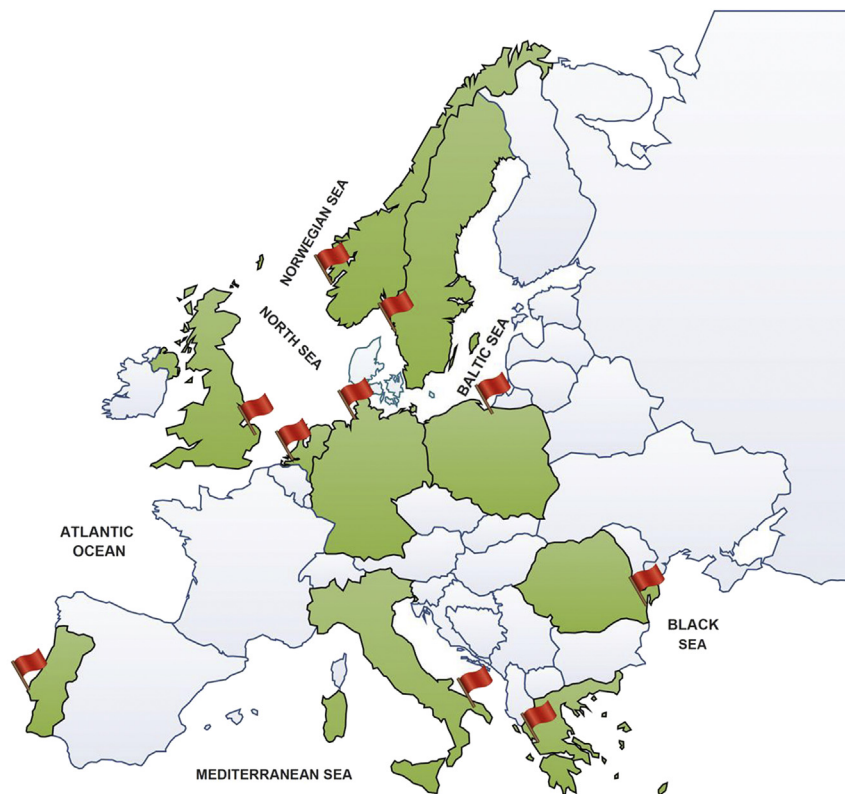 NORWEGIAN SEA
NORTH SEA
BALTIC SEA
ATLANTIC
OCEAN
BLACK
SEA
MEDITERRANEAN SEA